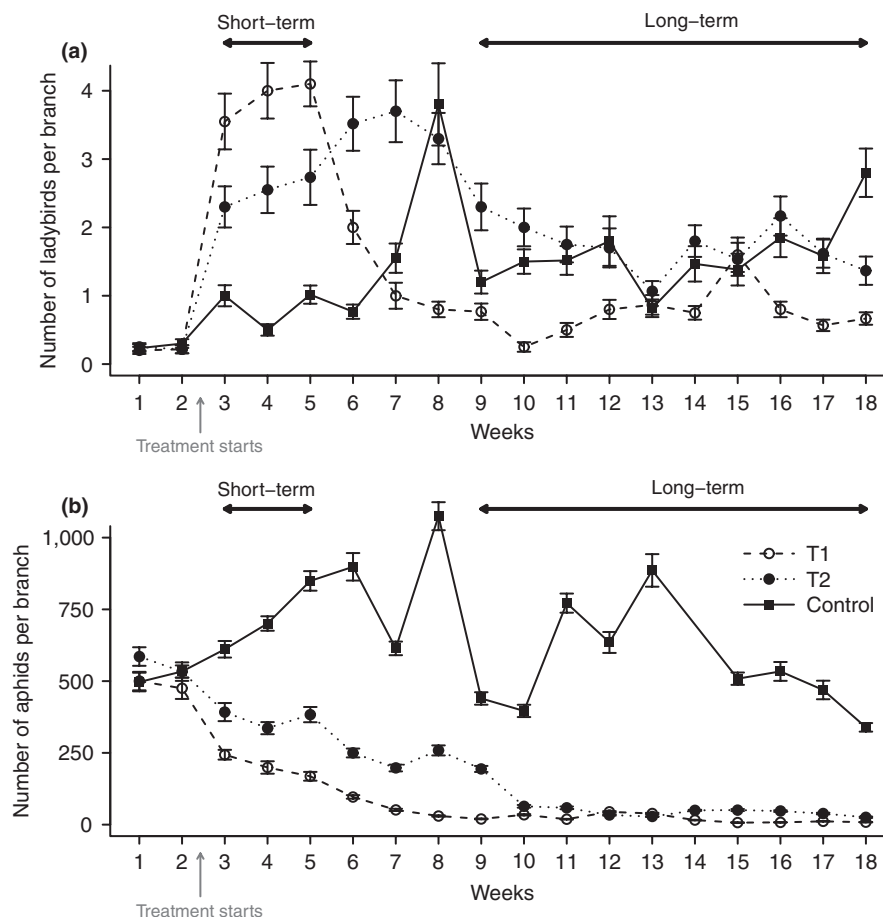 Short–term
Long–term
(a)
Number of ladybirds per branch
4
3
2
1
0
1 2 3 4 5 6 7 8 9 10 11 12 13 14 15 16 17 18
Weeks
Treatment starts
Short–term
Long–term
(b)
Number of aphids per branch
1,000
750
500
250
0
T1
T2
Control
1 2 3 4 5 6 7 8 9 10 11 12 13 14 15 16 17 18
Weeks
Treatment starts